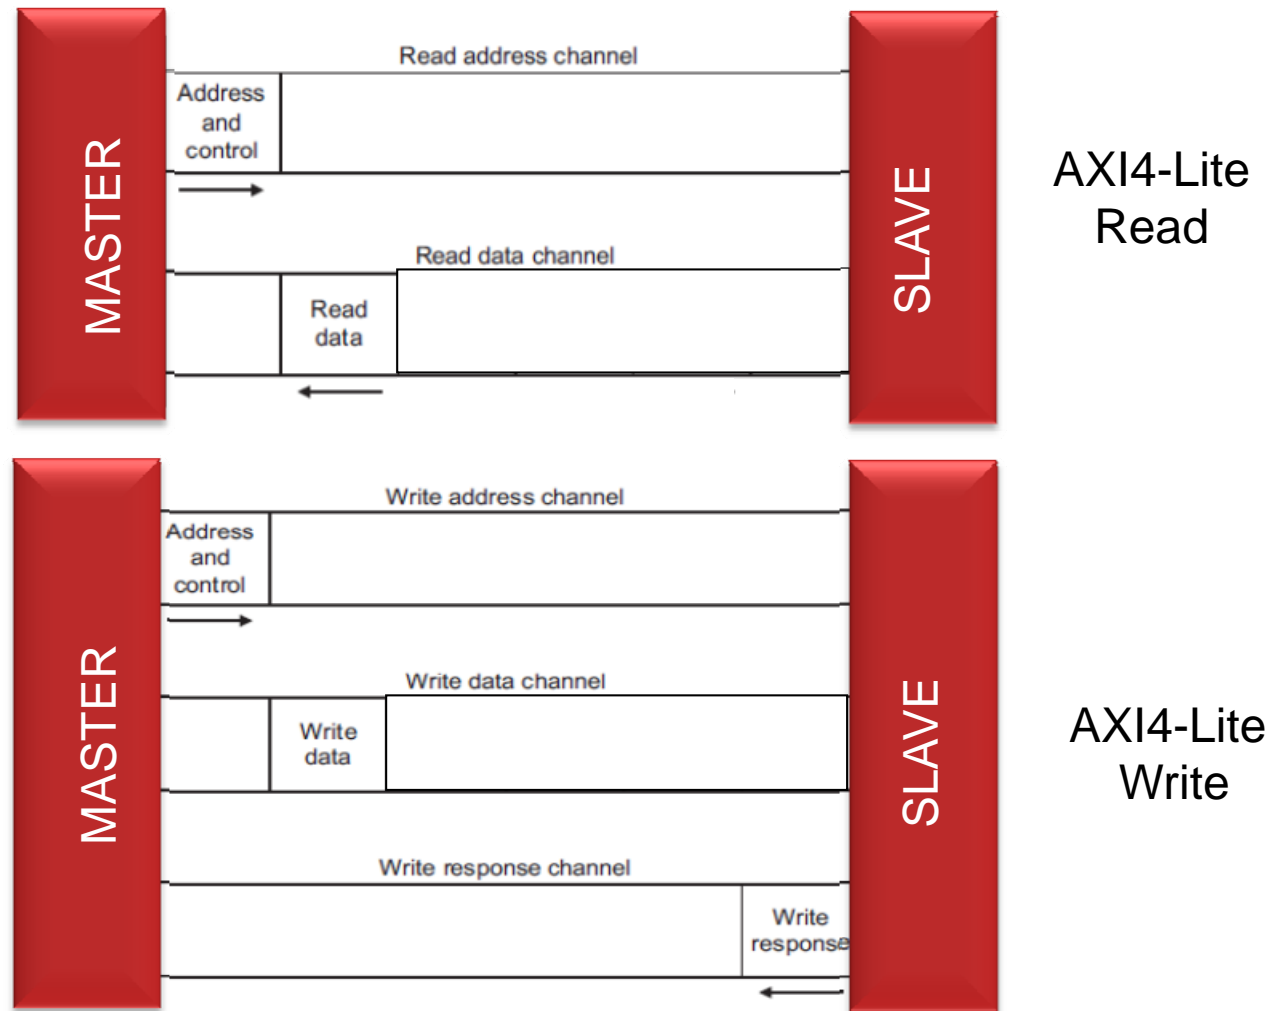 Read address channel
Address
and
control
MASTER
SLAVE
AXI4-Lite
Read
Read data channel
Read
data
Write address channel
Address
and
control
MASTER
SLAVE
AXI4-Lite
Write
Write data channel
Write
data
Write response channel
Write
response